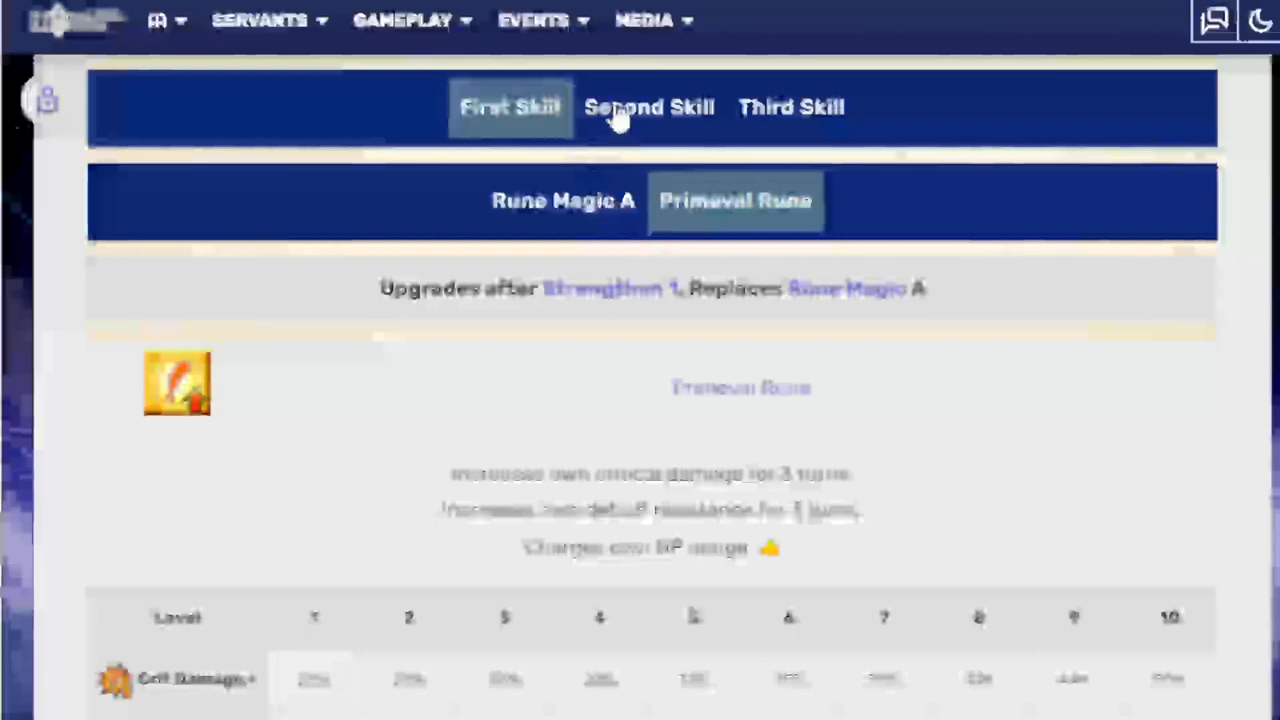 SERVANTS GAMEPLAY EVENTS MEDIA
First Skill Second Skill Third Skill
Rune Magic A Primeval Rune
Upgrades after Strengthen 1. Replaces Rune Magic A
Primeval Rune
Increases own critical damage for 3 turns.
Increases own debuff resistance for 3 turns.
Charges own NP gauge
Level 1 2 3 4 5 6 7 8 9 10
Crit Damage +